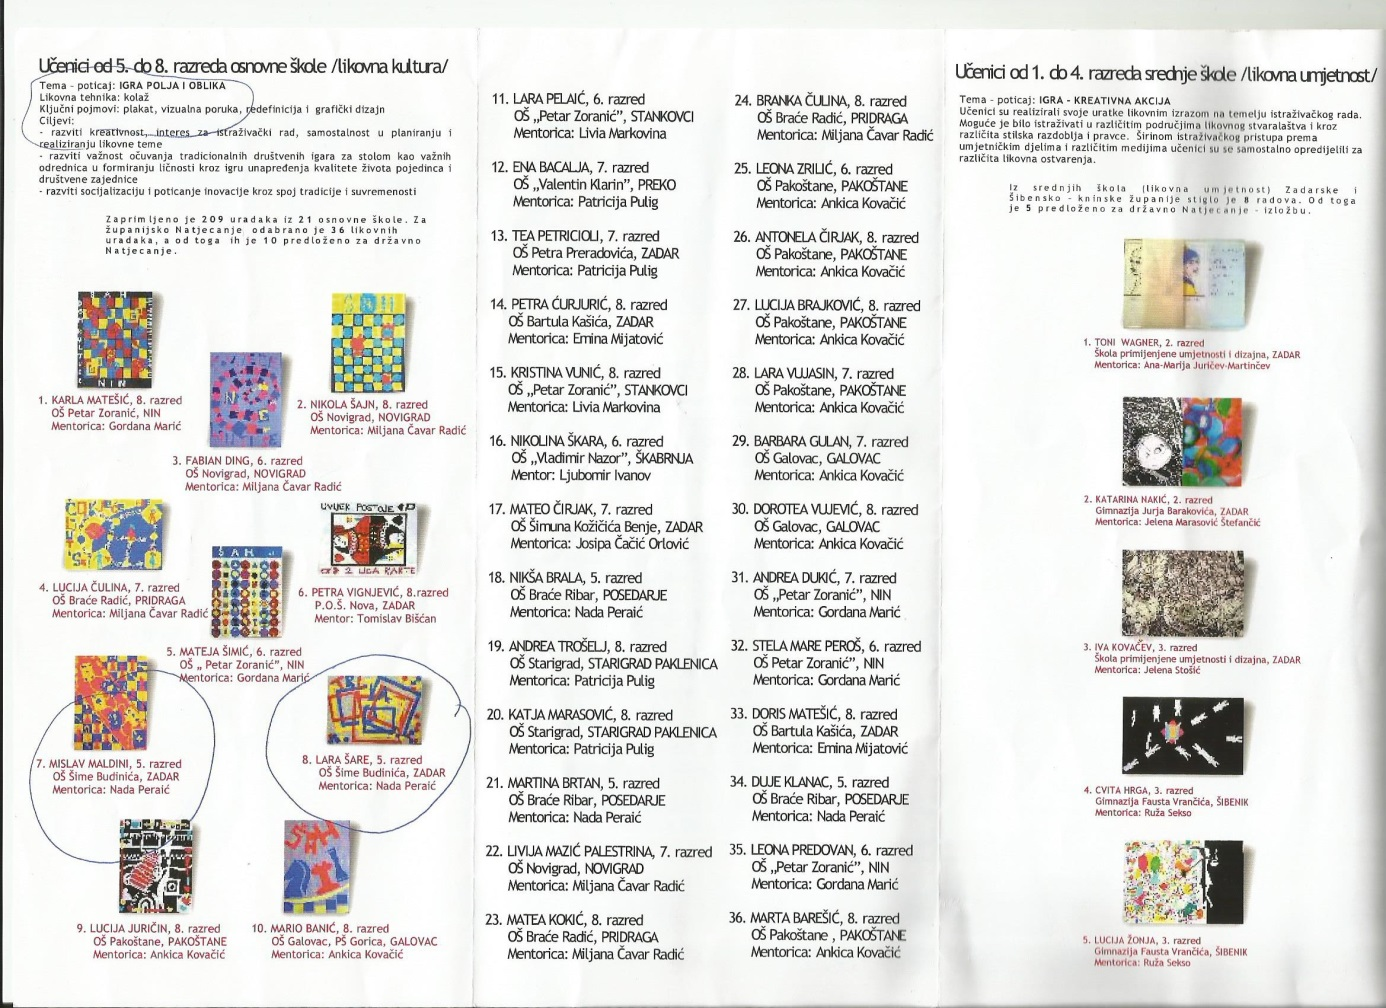 Učenici od 5. do 8. razreda osnovne škole /likovna kultura/
Tema - poticaj: IGRA POLJA I OBLIKA
Likovna tehnika: kolaž
Ključni pojmovi: plakat, vizualna poruka, redefinicija i grafički dizajn
Ciljevi:
- razviti kreativnost, interes za istraživački rad, samostalnost u planiranju i
realiziranju likovne teme
- razviti važnost očuvanja tradicionalnih društvenih igara za stolom kao važnih
odrednica u formiranju ličnosti kroz igru unapređenja kvalitete života pojedinca i
društvene zajednice
- razviti socijalizaciju i poticanje inovacije kroz spoj tradicije i suvremenosti
Zaprimljeno je 209 uradaka iz 21 osnovne škole. Za
županijsko Natjecanje odabrano je 36 likovnih
uradaka, a od toga ih je 10 predloženo za državno
Natjecanje.
1. KARLA MATEŠIĆ, 8. razred
OŠ Petar Zoranić, NIN
Mentorica: Gordana Marić
2. NIKOLA ŠAJN, 8. razred
OŠ Novigrad, NOVIGRAD
Mentorica: Miljana Čavar Radić
3. FABIAN DING, 6. razred
OŠ Novigrad, NOVIGRAD
Mentorica: Miljana Čavar Radić
4. LUCIJA ČULINA, 7. razred
OŠ Braće Radić, PRIDRAGA
Mentorica: Miljana Čavar Radić
ŠAH
5. MATEJA ŠIMIĆ, 6. razred
OŠ „ Petar Zoranić”, NIN
Mentorica: Gordana Marić
UVIJEK POSTOJE
6. PETRA VIGNJEVIĆ, 8.razred
P.O.Š. Nova, ZADAR
Mentor: Tomislav Bišćan
7. MISLAV MALDINI, 5. razred
OŠ Šime Budinića, ZADAR
Mentorica: Nada Peraić
8. LARA ŠARE, 5. razred
OŠ Šime Budinića, ZADAR
Mentorica: Nada Peraić
9. LUCIJA JURIČIN, 8. razred
OŠ Pakoštane, PAKOŠTANE
Mentorica: Ankica Kovačić
10. MARIO BANIĆ, 8. razred
OŠ Galovac, PŠ Gorica, GALOVAC
Mentorica: Ankica Kovačić
11. LARA PELAIĆ, 6. razred
OŠ „Petar Zoranić”, STANKOVCI
Mentorica: Livia Markovina
12. ENA BACALJA, 7. razred
OŠ „Valentin Klarin”, PREKO
Mentorica: Patricija Pulig
13. TEA PETRICIOLI, 7. razred
OŠ Petra Preradovića, ZADAR
Mentorica: Patricija Pulig
14. PETRA ĆURJURIĆ, 8. razred
OŠ Bartula Kašića, ZADAR
Mentorica: Emina Mijatović
15. KRISTINA VUNIĆ, 8. razred
OŠ „Petar Zoranić”, STANKOVCI
Mentorica: Livia Markovina
16. NIKOLINA ŠKARA, 6. razred
OŠ „Vladimir Nazor”, ŠKABRNJA
Mentor: Ljubomir Ivanov
17. MATEO ČIRJAK, 7. razred
OŠ Šimuna Kožičića Benje, ZADAR
Mentorica: Josipa Čačić Orlović
18. NIKŠA BRALA, 5. razred
OŠ Braće Ribar, POSEDARJE
Mentorica: Nada Peraić
19. ANDREA TROŠELJ, 8. razred
OŠ Starigrad, STARIGRAD PAKLENICA
Mentorica: Patricija Pulig
20. KATJA MARASOVIĆ, 8. razred
OŠ Starigrad, STARIGRAD PAKLENICA
Mentorica: Patricija Pulig
21. MARTINA BRTAN, 5. razred
OŠ Braće Ribar, POSEDARJE
Mentorica: Nada Peraić
22. LIVIJA MAZIĆ PALESTRINA, 7. razred
OŠ Novigrad, NOVIGRAD
Mentorica: Miljana Čavar Radić
23. MATEA KOKIĆ, 8. razred
OŠ Braće Radić, PRIDRAGA
Mentorica: Miljana Čavar Radić
24. BRANKA ČULINA, 8. razred
OŠ Braće Radić, PRIDRAGA
Mentorica: Miljana Čavar Radić
25. LEONA ZRILIĆ, 6. razred
OŠ Pakoštane, PAKOŠTANE
Mentorica: Ankica Kovačić
26. ANTONELA ČIRJAK, 8. razred
OŠ Pakoštane, PAKOŠTANE
Mentorica: Ankica Kovačić
27. LUCIJA BRAJKOVIĆ, 8. razred
OŠ Pakoštane, PAKOŠTANE
Mentorica: Ankica Kovačić
28. LARA VUJASIN, 7. razred
OŠ Pakoštane, PAKOŠTANE
Mentorica: Ankica Kovačić
29. BARBARA GULAN, 7. razred
OŠ Galovac, GALOVAC
Mentorica: Ankica Kovačić
30. DOROTEA VUJEVIĆ, 8. razred
OŠ Galovac, GALOVAC
Mentorica: Ankica Kovačić
31. ANDREA DUKIĆ, 7. razred
OŠ „Petar Zoranić”, NIN
Mentorica: Gordana Marić
32. STELA MARE PEROŠ, 6. razred
OŠ Petar Zoranić”, NIN
Mentorica: Gordana Marić
33. DORIS MATEŠIĆ, 8. razred
OŠ Bartula Kašića, ZADAR
Mentorica: Emina Mijatović
34. DUJE KLANAC, 5. razred
OŠ Braće Ribar, POSEDARJE
Mentorica: Nada Peraić
35. LEONA PREDOVAN, 6. razred
OŠ „Petar Zoranić”, NIN
Mentorica: Gordana Marić
36. MARTA BAREŠIĆ, 8. razred
OŠ Pakoštane , PAKOŠTANE
Mentorica: Ankica Kovačić
Učenici od 1. do 4. razreda srednje škole /likovna umjetnost/
Tema - poticaj: IGRA - KREATIVNA AKCIJA
Učenici su realizirali svoje uratke likovnim izrazom na temelju istraživačkog rada.
Moguće je bilo istraživati u različitim područjima likovnog stvaralaštva i kroz
različita stilska razdoblja i pravce. Širinom istraživačkog pristupa prema
umjetničkim djelima i različitim medijima učenici su se samostalno opredijelili za
različita likovna ostvarenja.
Iz srednjih škola (likovna umjetnost) Zadarske i
Šibensko - kninske županije stiglo je 8 radova. Od toga
je 5 predloženo za državno Natjecanje - izložbu.
1. TONI WAGNER, 2. razred
Škola primijenjene umjetnosti i dizajna, ZADAR
Mentorica: Ana-Marija Juričev-Martinčev
2. KATARINA NAKIĆ, 2. razred
Gimnazija Jurja Barakovića, ZADAR
Mentorica: Jelena Marasović Štefančić
3. IVA KOVAČEV, 3. razred
Škola primijenjene umjetnosti i dizajna, ZADAR
Mentorica: Jelena Stošić
4. CVITA HRGA, 3. razred
Gimnazija Fausta Vrančića, ŠIBENIK
Mentorica: Ruža Sekso
5. LUCIJA ŽONJA, 3. razred
Gimnazija Fausta Vrančića, ŠIBENIK
Mentorica: Ruža Sekso